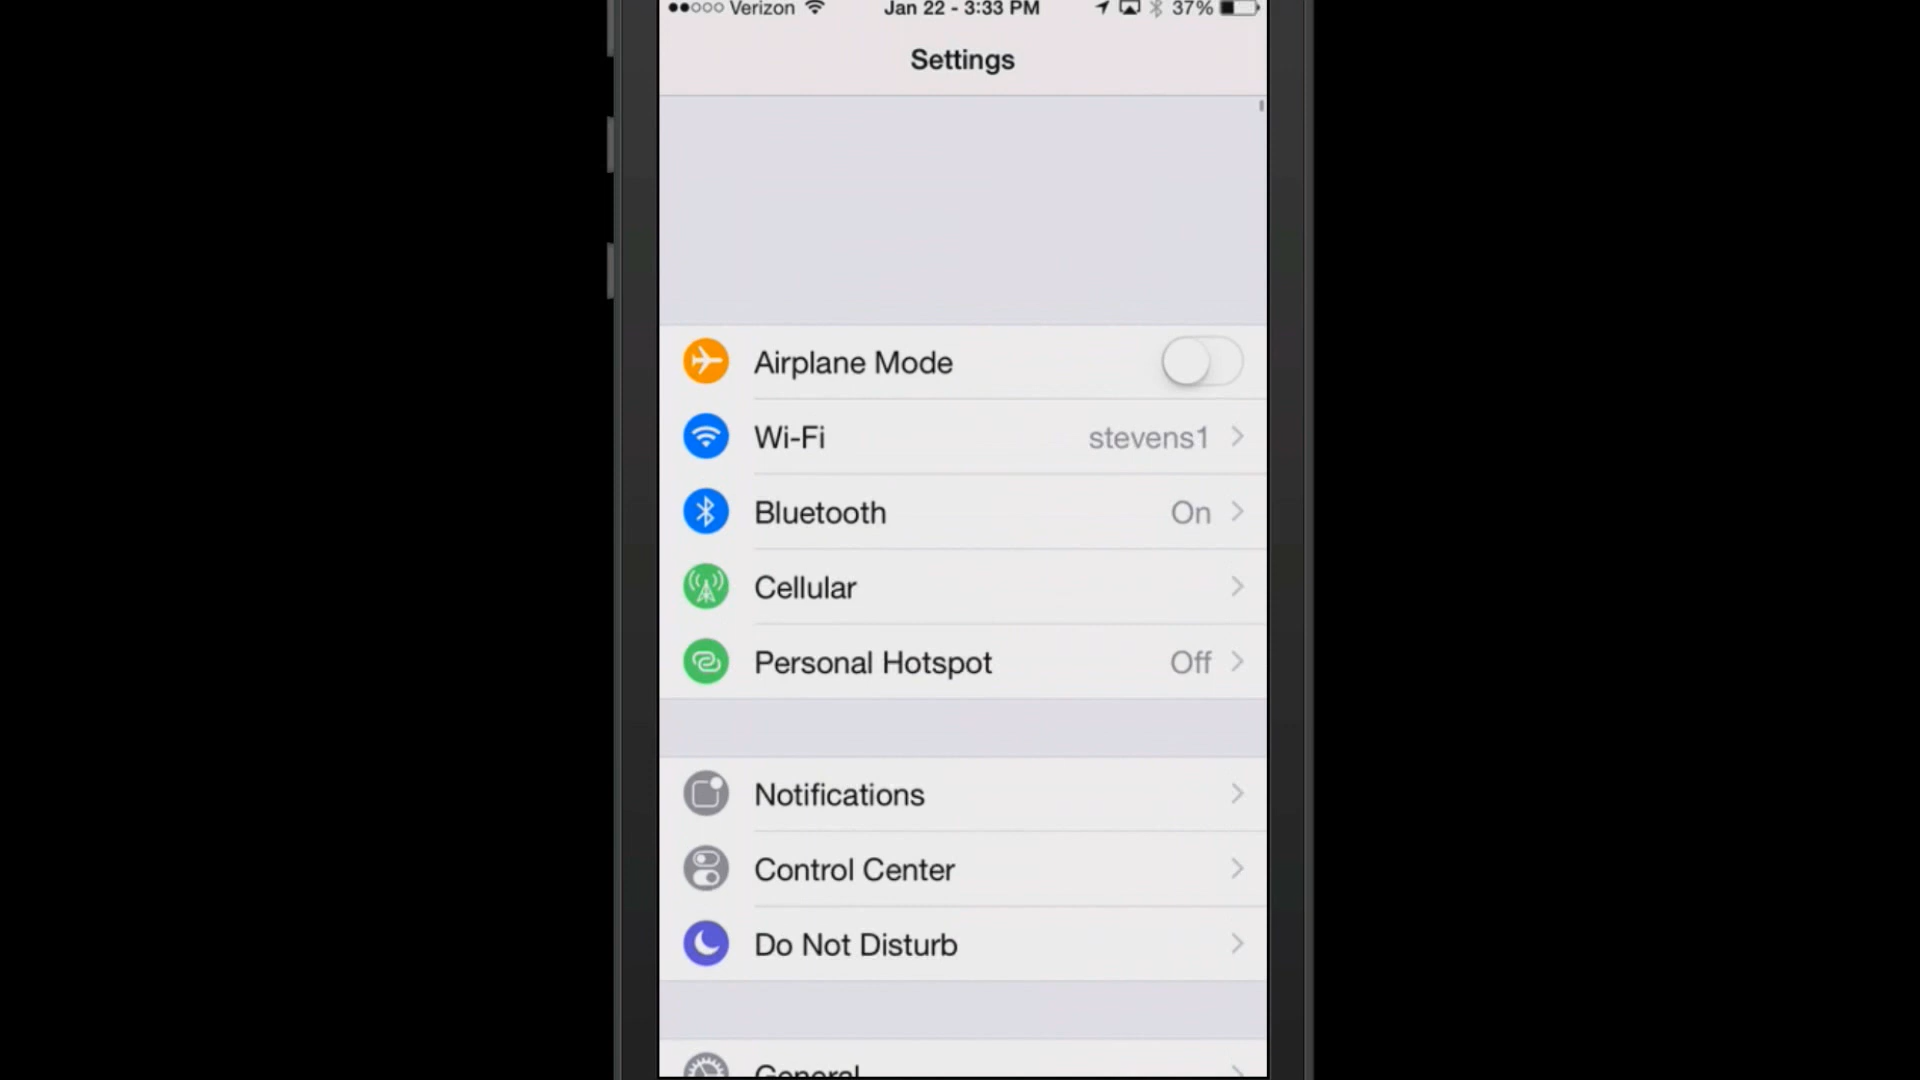 Verizon Jan 22 - 3:33 PM 37%
Settings
Airplane Mode
Wi-Fi stevens1
Bluetooth On
Cellular
Personal Hotspot Off
Notifications
Control Center
Do Not Disturb
General